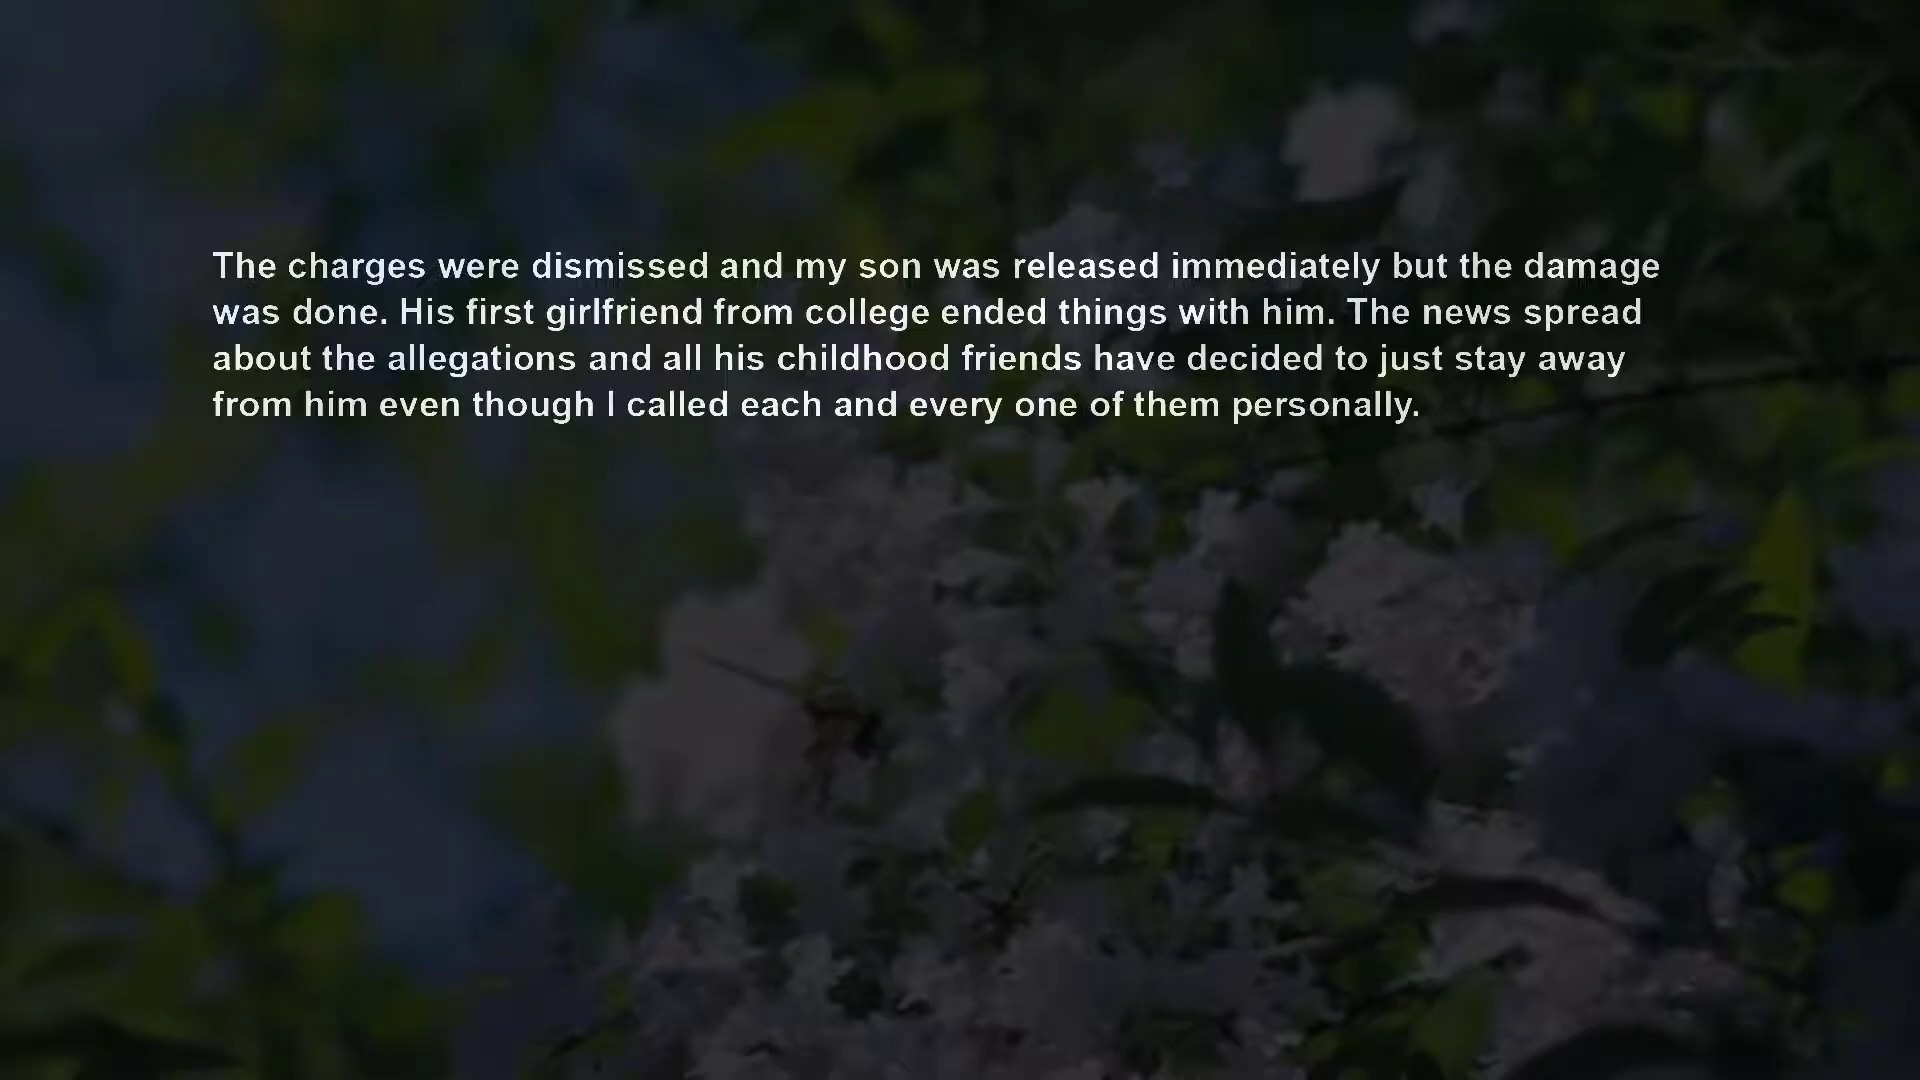 The charges were dismissed and my son was released immediately but the damage
was done. His first girlfriend from college ended things with him. The news spread
about the allegations and all his childhood friends have decided to just stay away
from him even though I called each and every one of them personally.